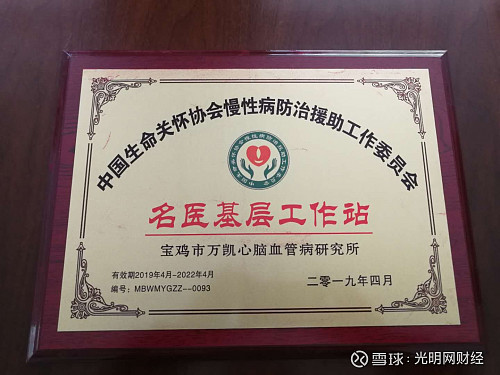 中国生命关怀协会慢性病防治援助工作委员会
名医基层工作站
宝鸡市万凯心脑血管病研究所
有效期2019年4月-2022年4月
编号：MBWMYGZZ--0093
二零一九年四月
雪球：光明网财经